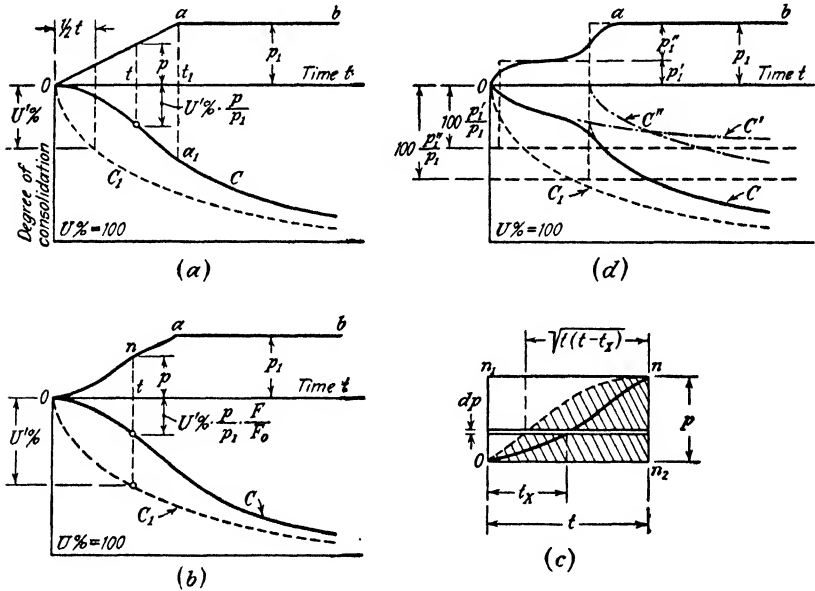 ½t
a
b
t
p
t₁
p₁
0
Time t
U'%
U'% · p/p₁
a₁
C
C₁
Degree of consolidation
U% = 100
(a)
a
b
p₁''
p₁'
p₁
0
Time t
100 p₁'/p₁
100 p₁''/p₁
C''
C'
C₁
C
U% = 100
(d)
n
a
b
t
p
p₁
0
Time t
U'%
U'% · p/p₁ · F/F₀
C₁
C
U% = 100
(b)
√t(t-tₓ)
n₁
n
dp
p
0
n₂
tₓ
t
(c)